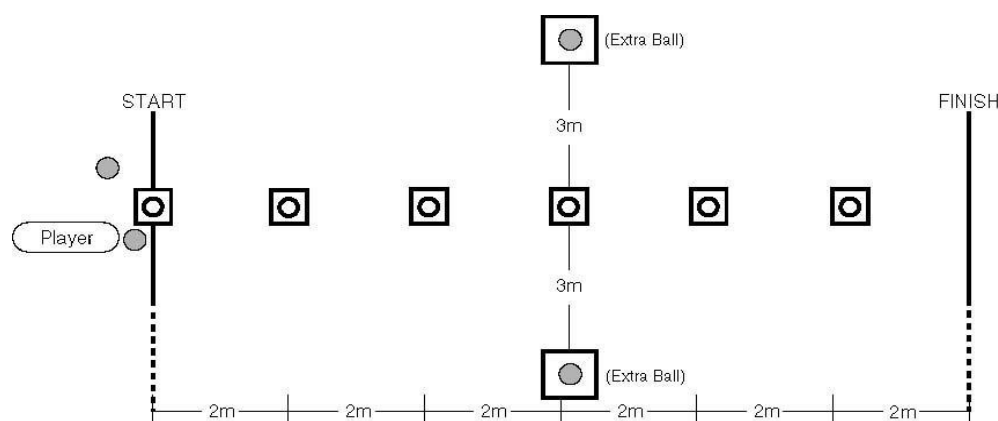 (Extra Ball)
START
FINISH
3m
Player
3m
(Extra Ball)
2m 2m 2m 2m 2m 2m